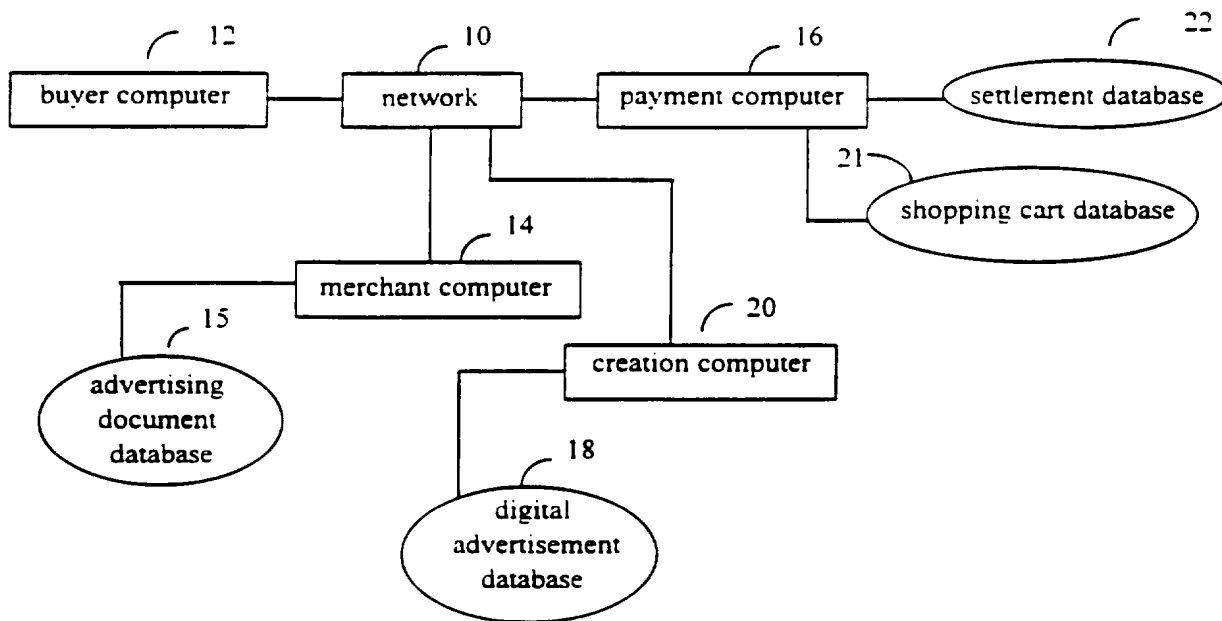 12
10
16
22
buyer computer
network
payment computer
settlement database
21
shopping cart database
14
merchant computer
15
20
advertising
document
database
creation computer
18
digital
advertisement
database